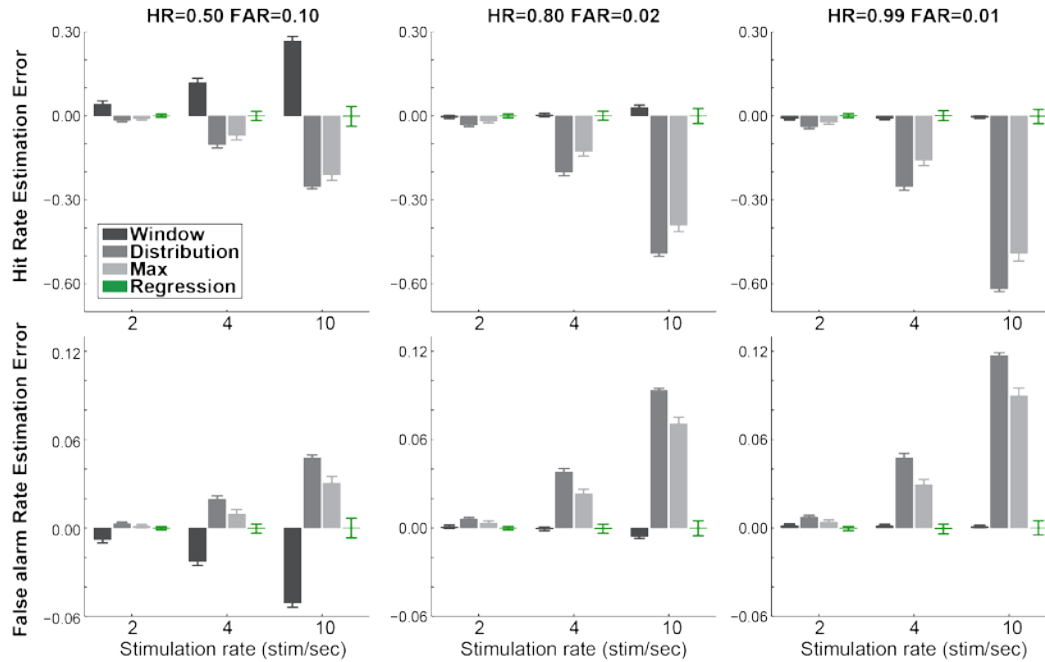 HR=0.50 FAR=0.10
HR=0.80 FAR=0.02
HR=0.99 FAR=0.01
Hit Rate Estimation Error
0.30
0.00
−0.30
−0.60
Window
Distribution
Max
Regression
2 4 10
0.30
0.00
−0.30
−0.60
2 4 10
0.30
0.00
−0.30
−0.60
2 4 10
False alarm Rate Estimation Error
0.12
0.06
0.00
−0.06
2 4 10
Stimulation rate (stim/sec)
0.12
0.06
0.00
−0.06
2 4 10
Stimulation rate (stim/sec)
0.12
0.06
0.00
−0.06
2 4 10
Stimulation rate (stim/sec)